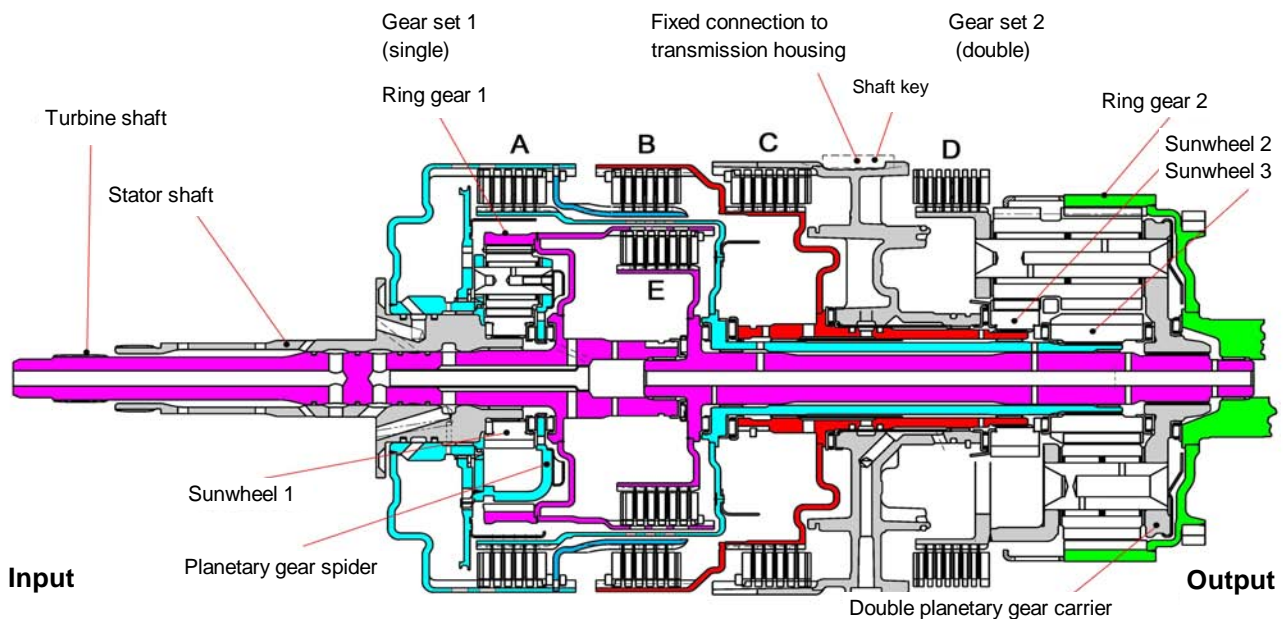 Gear set 1
(single)
Fixed connection to
transmission housing
Gear set 2
(double)
Shaft key
Ring gear 1
Ring gear 2
Turbine shaft
A
B
C
D
Sunwheel 2
Sunwheel 3
Stator shaft
E
Sunwheel 1
Planetary gear spider
Input
Output
Double planetary gear carrier